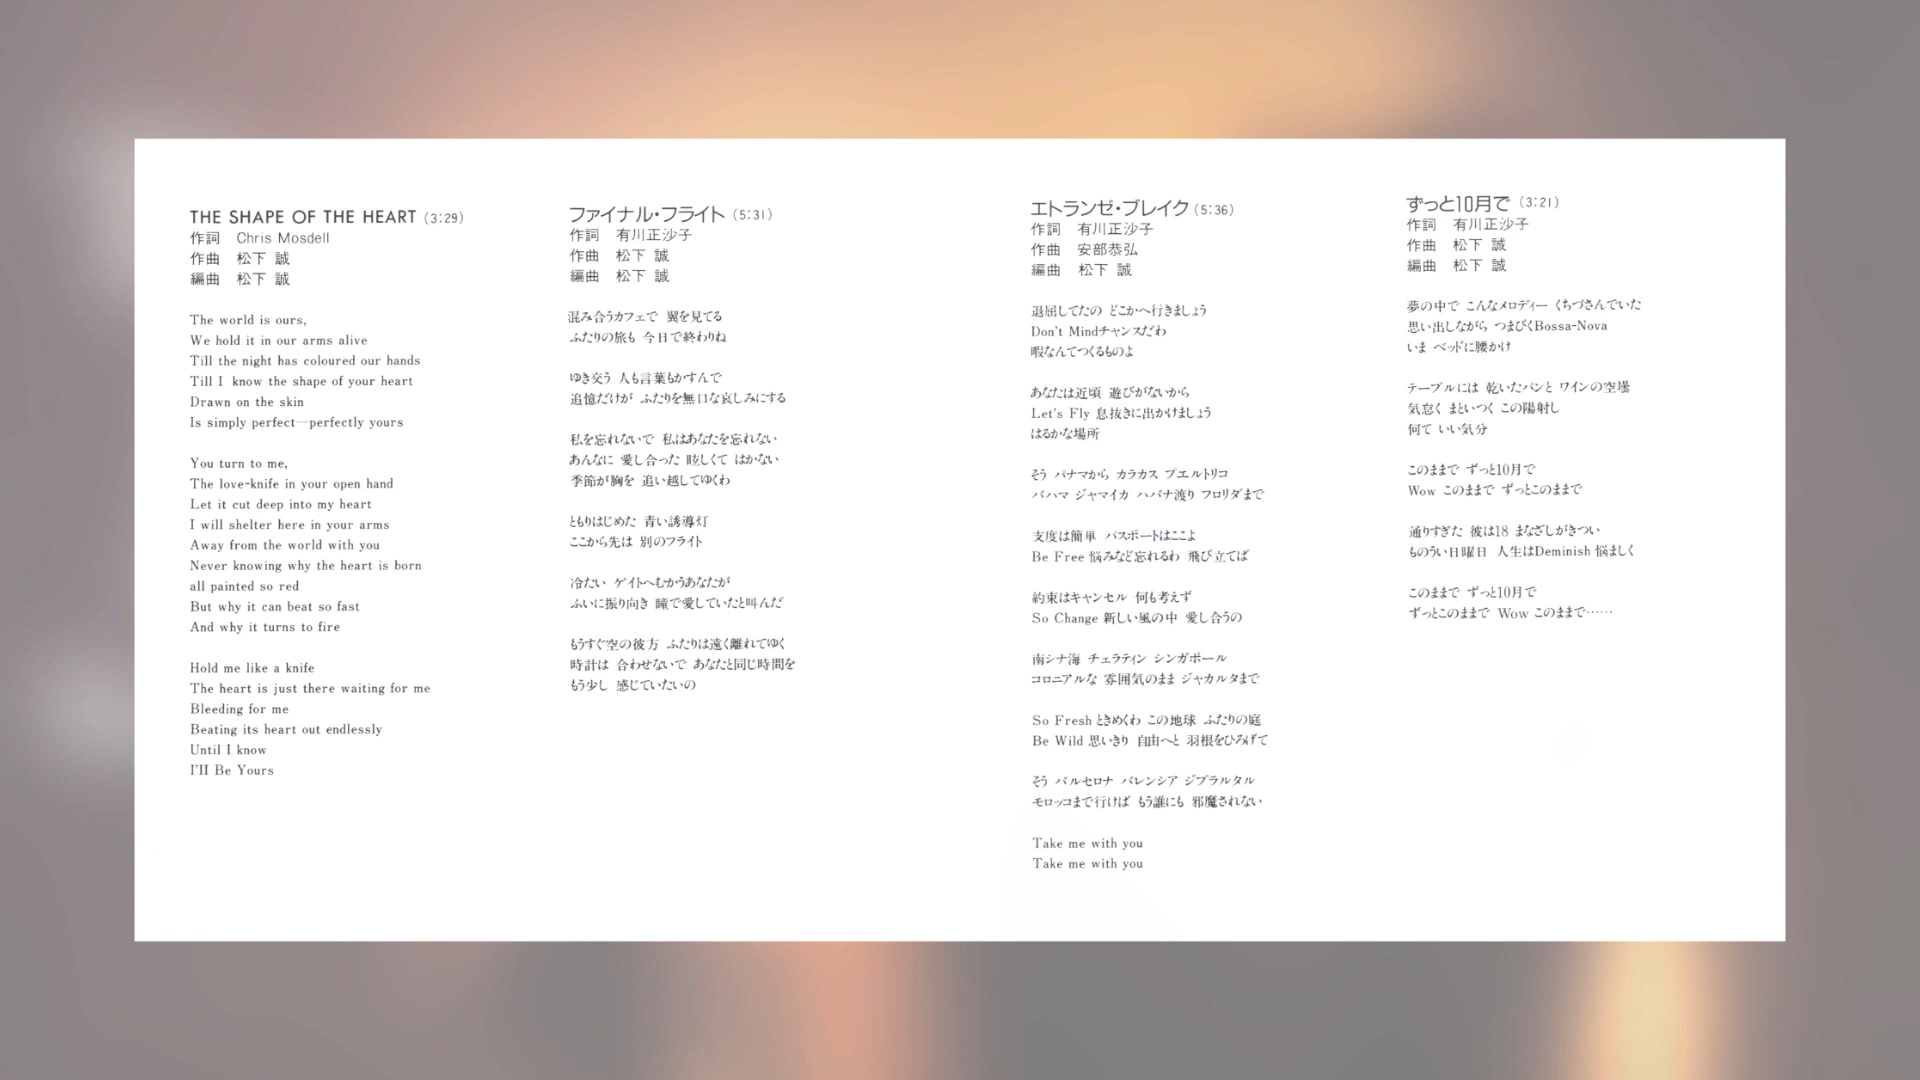 THE SHAPE OF THE HEART (3:29)
作詞 Chris Mosdell
作曲 松下 誠
編曲 松下 誠
The world is ours,
We hold it in our arms alive
Till the night has coloured our hands
Till I know the shape of your heart
Drawn on the skin
Is simply perfect—perfectly yours
You turn to me,
The love-knife in your open hand
Let it cut deep into my heart
I will shelter here in your arms
Away from the world with you
Never knowing why the heart is born
all painted so red
But why it can beat so fast
And why it turns to fire
Hold me like a knife
The heart is just there waiting for me
Bleeding for me
Beating its heart out endlessly
Until I know
I'll Be Yours
ファイナル・フライト (5:31)
作詞 有川正沙子
作曲 松下 誠
編曲 松下 誠
混み合うカフェで 翼を見てる
ふたりの旅も 今日で終わりね
ゆき交う 人も言葉もかすんで
追憶だけが ふたりを無口な哀しみにする
私を忘れないで 私はあなたを忘れない
あんなに 愛し合った 眩しくて はかない
季節が胸を 追い越してゆくわ
ともりはじめた 青い誘導灯
ここから先は 別のフライト
冷たい ゲイトへむかうあなたが
ふいに振り向き 瞳で愛していたと叫んだ
もうすぐ空の彼方 ふたりは遠く離れてゆく
時計は 合わせないで あなたと同じ時間を
もう少し 感じていたいの
エトランゼ・ブレイク (5:36)
作詞 有川正沙子
作曲 安部恭弘
編曲 松下 誠
退屈してたの どこかへ行きましょう
Don't Mindチャンスだわ
暇なんてつくるものよ
あなたは近頃 遊びがないから
Let's Fly 息抜きに出かけましょう
はるかな場所
そう パナマから カラカス プエルトリコ
バハマ ジャマイカ ハバナ渡り フロリダまで
支度は簡単 パスポートはここよ
Be Free 悩みなど忘れるわ 飛び立てば
約束はキャンセル 何も考えず
So Change 新しい風の中 愛し合うの
南シナ海 チェラティン シンガポール
コロニアルな 雰囲気のまま ジャカルタまで
So Fresh ときめくわ この地球 ふたりの庭
Be Wild 思いきり 自由へと 羽根をひろげて
そう バルセロナ バレンシア ジブラルタル
モロッコまで行けば もう誰にも 邪魔されない
Take me with you
Take me with you
ずっと10月で (3:21)
作詞 有川正沙子
作曲 松下 誠
編曲 松下 誠
夢の中で こんなメロディー くちづさんでいた
思い出しながら つまびくBossa-Nova
いま ベッドに腰かけ
テーブルには 乾いたパンと ワインの空壜
気怠く まといつく この陽射し
何て いい気分
このままで ずっと10月で
Wow このままで ずっとこのままで
通りすぎた 彼は18 まなざしがきつい
ものうい日曜日 人生はDeminish 悩ましく
このままで ずっと10月で
ずっとこのままで Wow このままで……